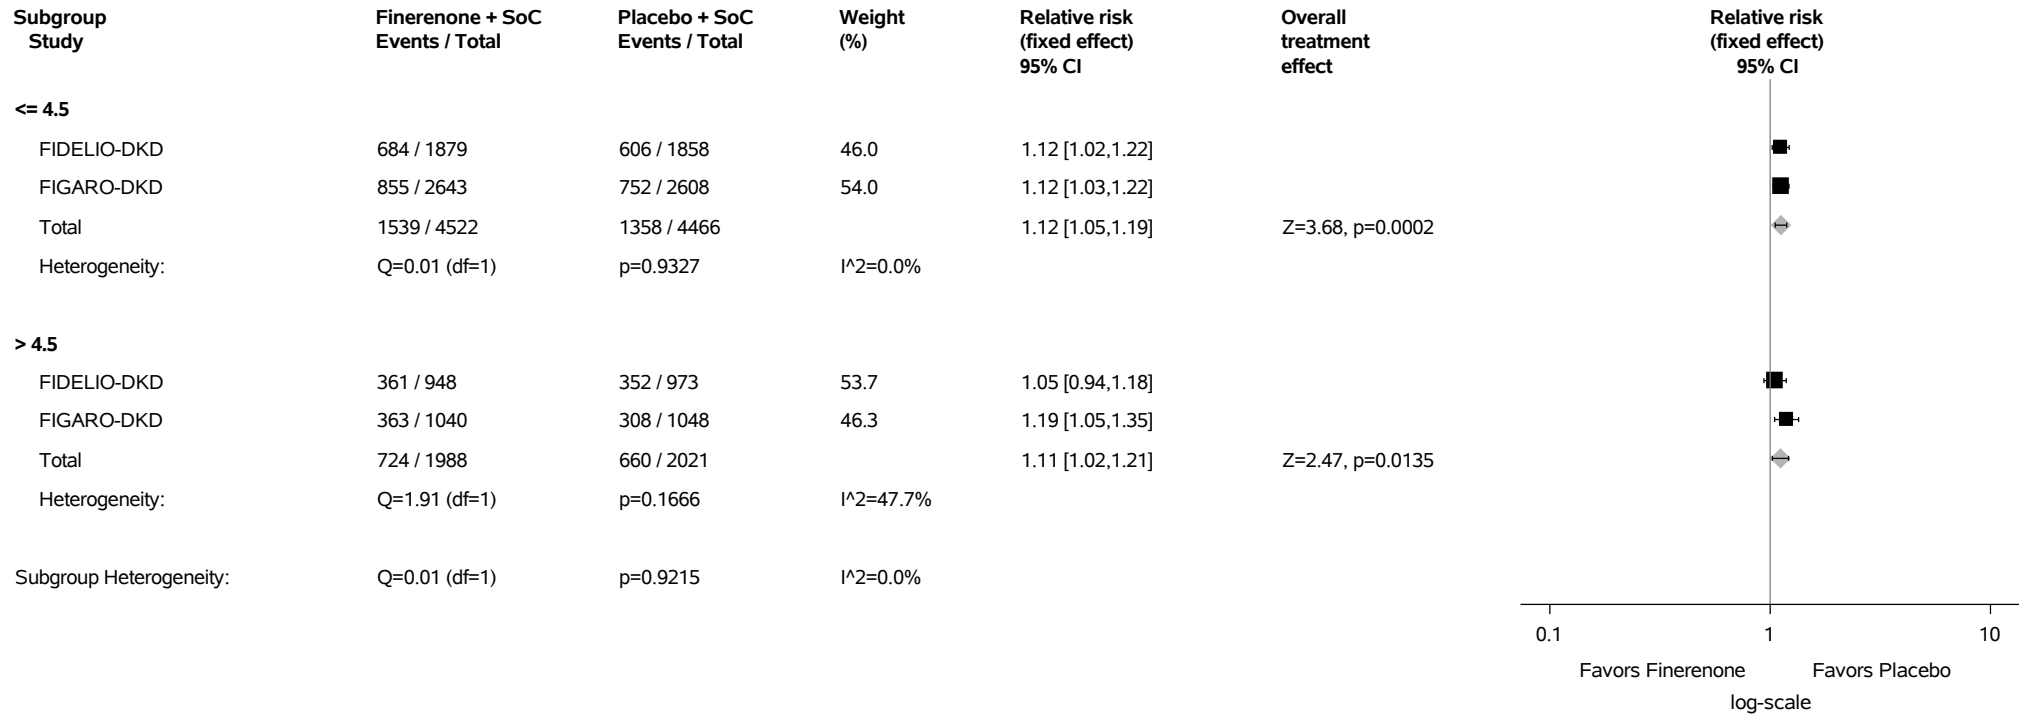 Subgroup Finerenone + SoC Placebo + SoC Weight Relative risk Overall Relative risk
Study Events / Total Events / Total (%) (fixed effect) treatment (fixed effect)
95% CI effect 95% CI
<= 4.5
FIDELIO-DKD 684 / 1879 606 / 1858 46.0 1.12 [1.02,1.22]
FIGARO-DKD 855 / 2643 752 / 2608 54.0 1.12 [1.03,1.22]
Total 1539 / 4522 1358 / 4466 1.12 [1.05,1.19] Z=3.68, p=0.0002
Heterogeneity: Q=0.01 (df=1) p=0.9327 I^2=0.0%
> 4.5
FIDELIO-DKD 361 / 948 352 / 973 53.7 1.05 [0.94,1.18]
FIGARO-DKD 363 / 1040 308 / 1048 46.3 1.19 [1.05,1.35]
Total 724 / 1988 660 / 2021 1.11 [1.02,1.21] Z=2.47, p=0.0135
Heterogeneity: Q=1.91 (df=1) p=0.1666 I^2=47.7%
Subgroup Heterogeneity: Q=0.01 (df=1) p=0.9215 I^2=0.0%
0.1 1 10
Favors Finerenone Favors Placebo
log-scale